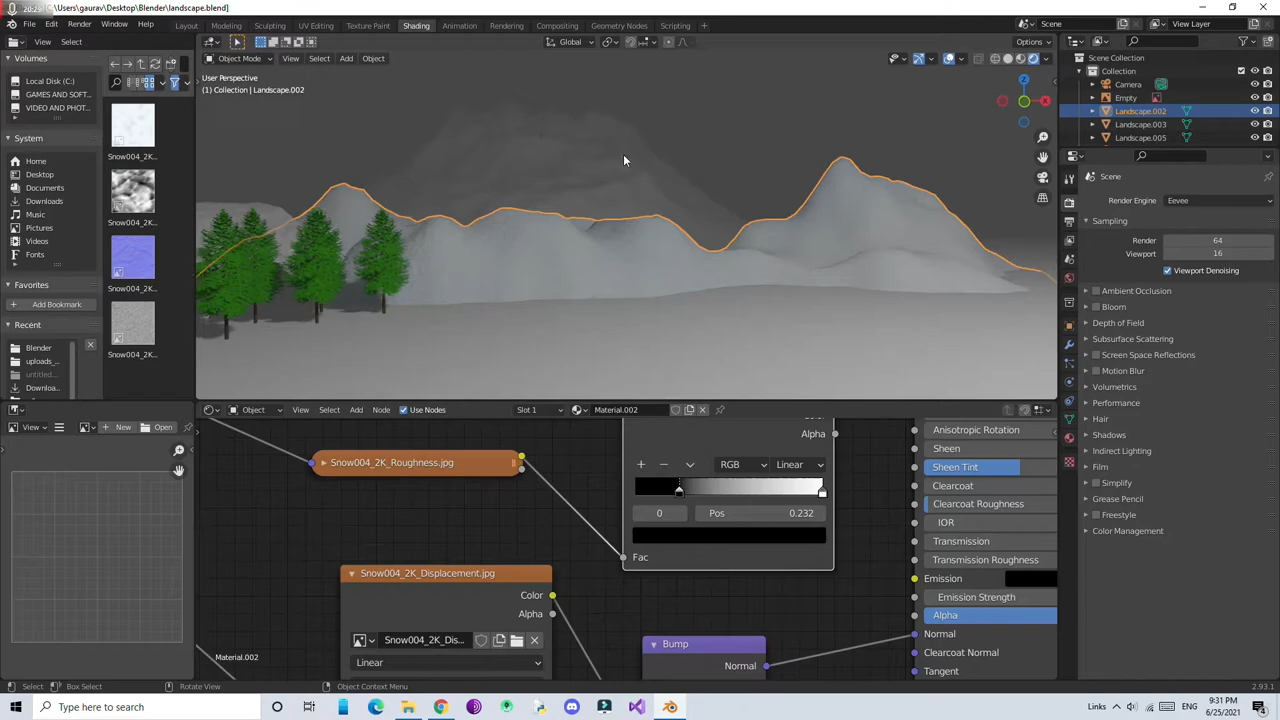 C:\Users\gaurav\Desktop\Blender\landscape.blend]
File Edit Render Window Help Layout Modeling Sculpting UV Editing Texture Paint Shading Animation Rendering Compositing Geometry Nodes Scripting + Scene View Layer
View Select Global Options
Volumes
Local Disk (C:)
GAMES AND SOFT...
VIDEO AND PHOT...
System
Home
Desktop
Documents
Downloads
Music
Pictures
Videos
Fonts
Favorites
Add Bookmark
Recent
Blender
uploads_...
untitled...
Downloa...
Snow004_2K...
Snow004_2K...
Snow004_2K...
Snow004_2K...
Object Mode View Select Add Object
User Perspective
(1) Collection | Landscape.002
Z
X
Scene Collection
Collection
Camera
Empty
Landscape.002
Landscape.003
Landscape.005
Scene
Render Engine Eevee
Sampling
Render 64
Viewport 16
Viewport Denoising
Ambient Occlusion
Bloom
Depth of Field
Subsurface Scattering
Screen Space Reflections
Motion Blur
Volumetrics
Performance
Hair
Shadows
Indirect Lighting
Film
Simplify
Grease Pencil
Freestyle
Color Management
View New Open
Object View Select Add Node Use Nodes Slot 1 Material.002
Snow004_2K_Roughness.jpg
Alpha
RGB Linear
0 Pos 0.232
Fac
Snow004_2K_Displacement.jpg
Color
Alpha
Snow004_2K_Dis...
Linear
Bump
Normal
Material.002
Anisotropic Rotation
Sheen
Sheen Tint
Clearcoat
Clearcoat Roughness
IOR
Transmission
Transmission Roughness
Emission
Emission Strength
Alpha
Normal
Clearcoat Normal
Tangent
Select Box Select Rotate View Object Context Menu 2.93.1
Type here to search ENG 9:31 PM
6/25/2021 4